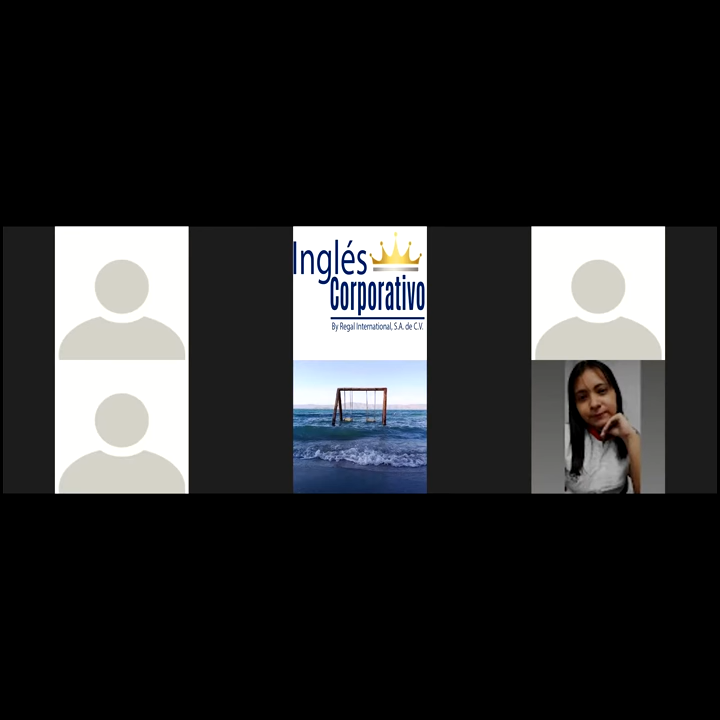 Inglés
Corporativo
By Regal International, S.A. de C.V.